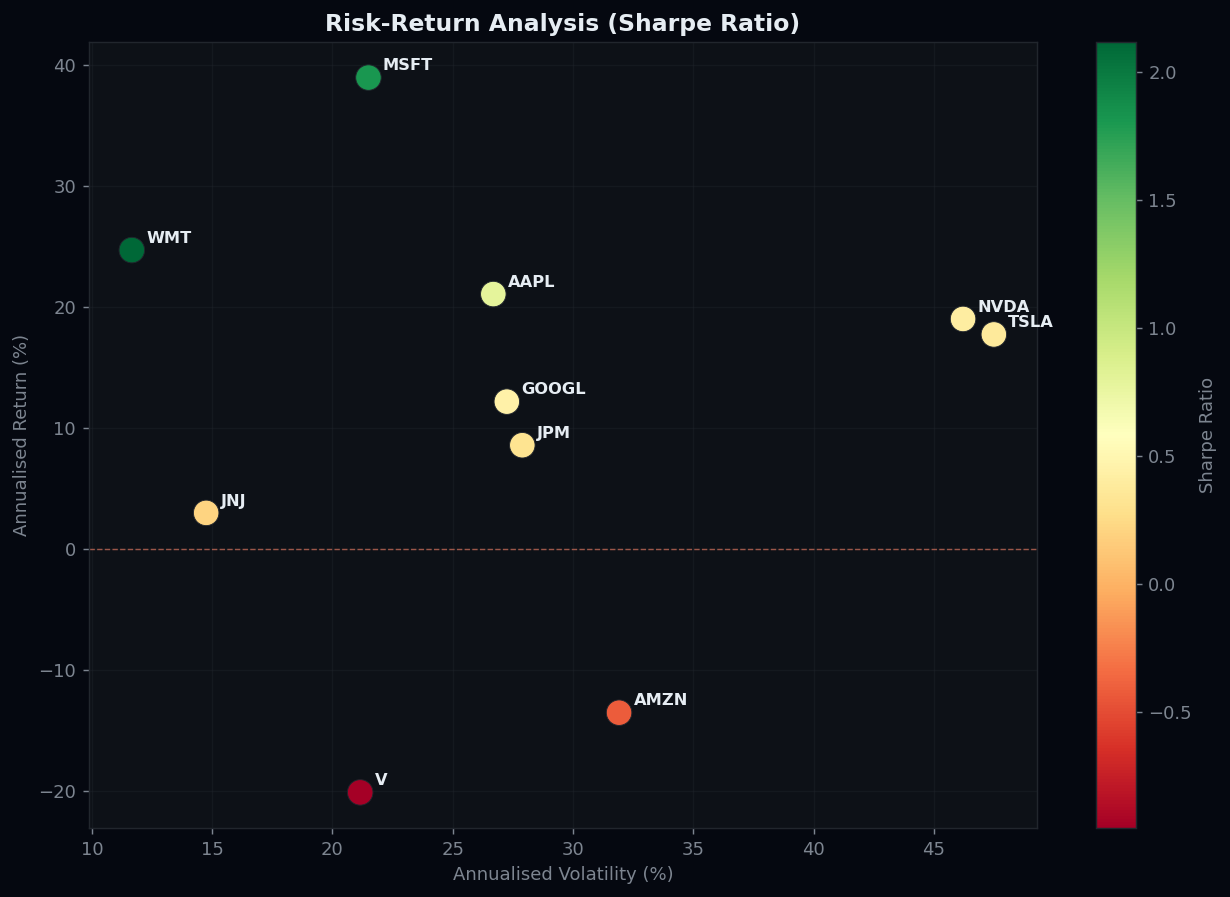 Risk-Return Analysis (Sharpe Ratio)
40
30
20
10
0
−10
−20
Annualised Return (%)
MSFT
WMT
AAPL
NVDA
TSLA
GOOGL
JPM
JNJ
AMZN
V
10
15
20
25
30
35
40
45
Annualised Volatility (%)
2.0
1.5
1.0
0.5
0.0
−0.5
Sharpe Ratio